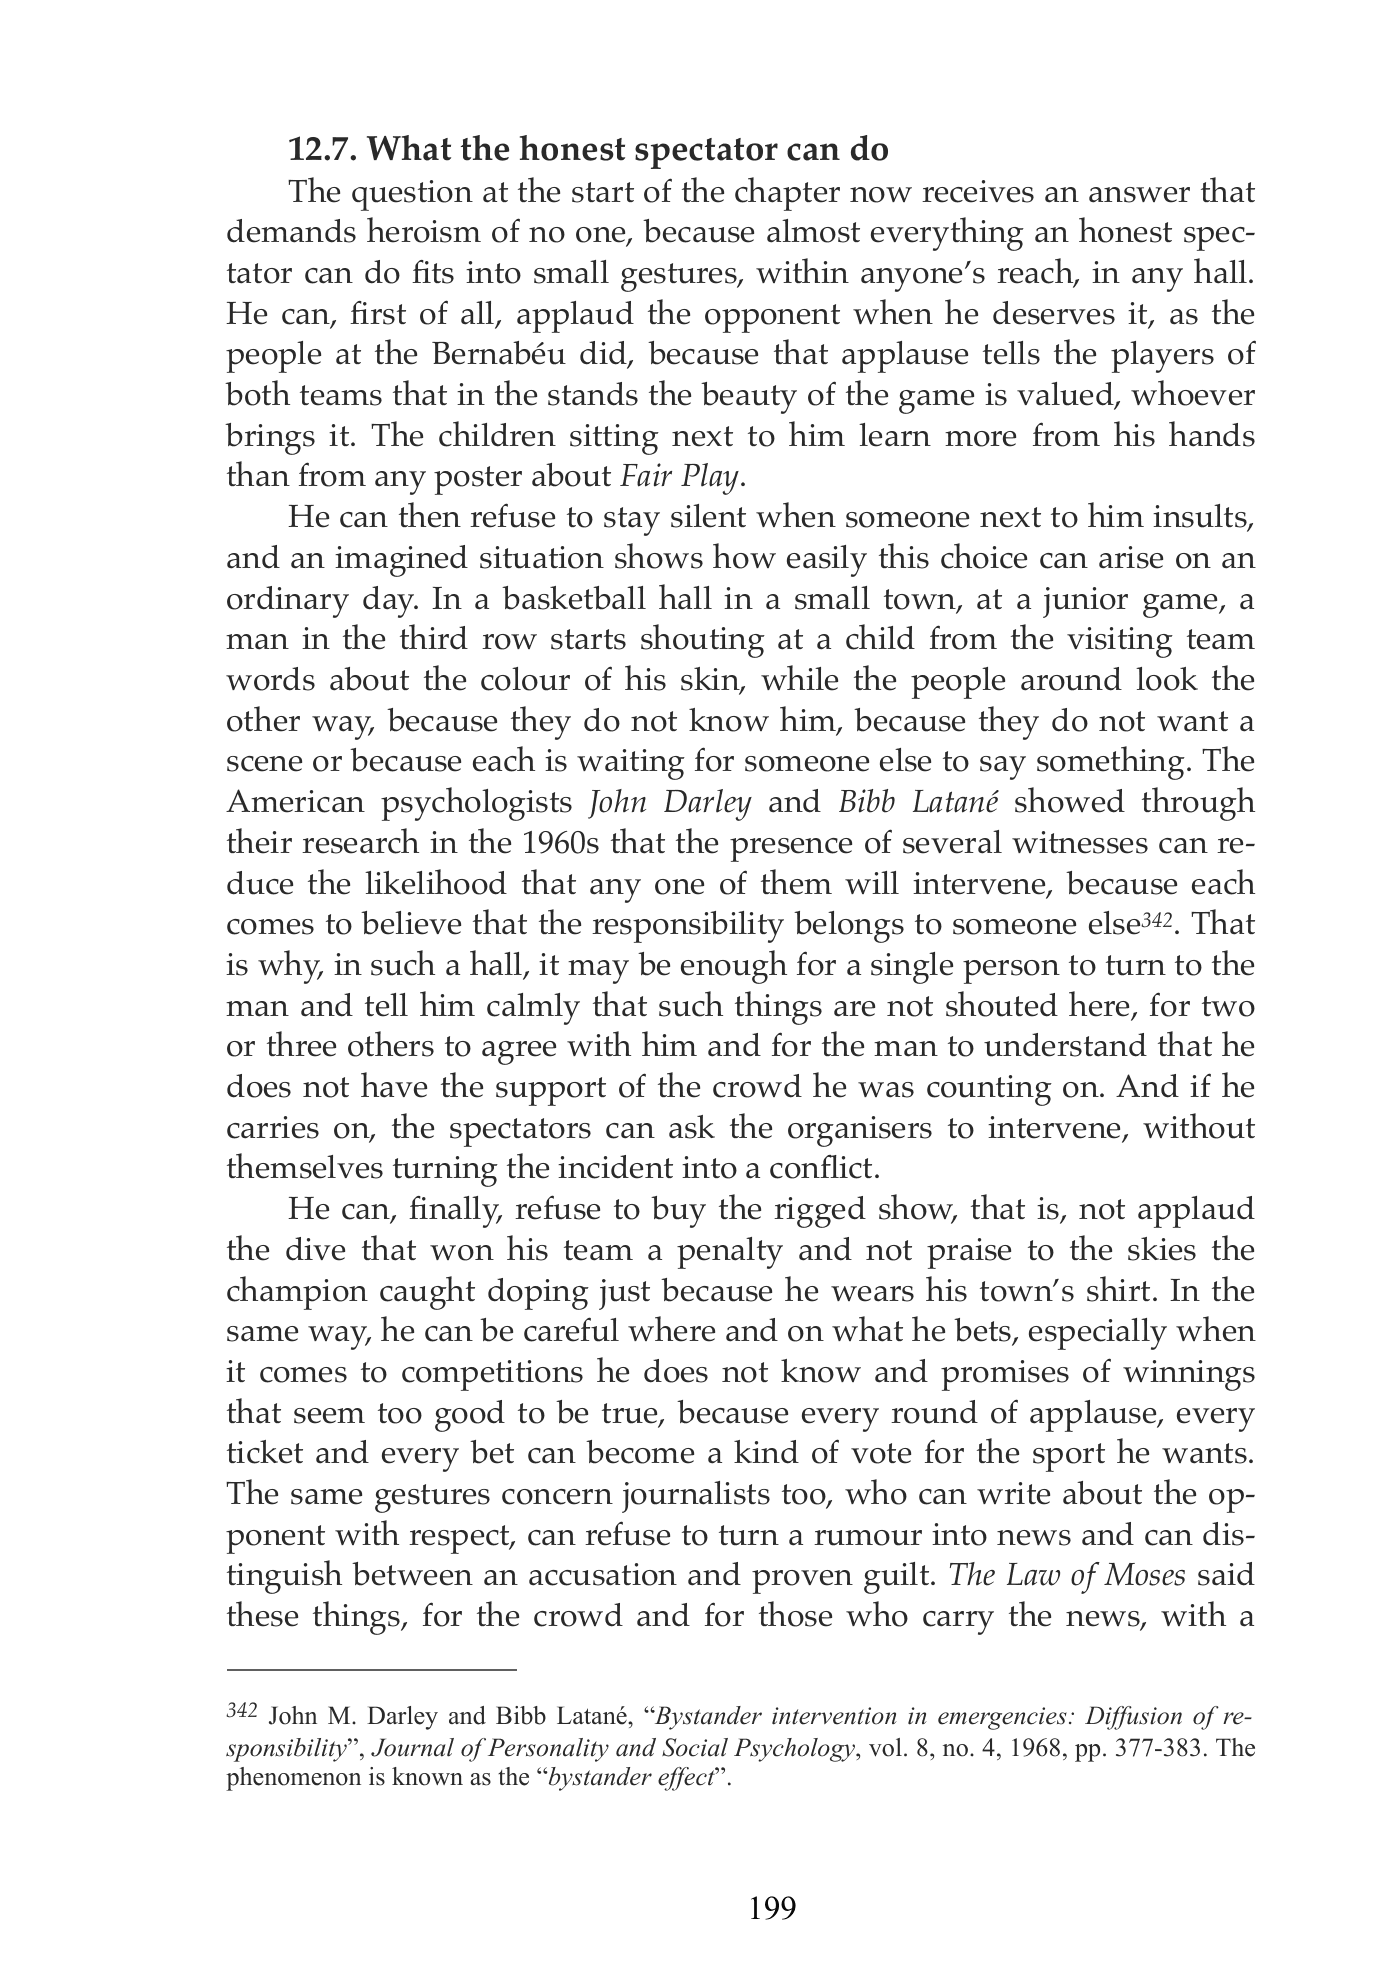 12.7. What the honest spectator can do
The question at the start of the chapter now receives an answer that
demands heroism of no one, because almost everything an honest spec-
tator can do fits into small gestures, within anyone’s reach, in any hall.
He can, first of all, applaud the opponent when he deserves it, as the
people at the Bernabéu did, because that applause tells the players of
both teams that in the stands the beauty of the game is valued, whoever
brings it. The children sitting next to him learn more from his hands
than from any poster about Fair Play.
He can then refuse to stay silent when someone next to him insults,
and an imagined situation shows how easily this choice can arise on an
ordinary day. In a basketball hall in a small town, at a junior game, a
man in the third row starts shouting at a child from the visiting team
words about the colour of his skin, while the people around look the
other way, because they do not know him, because they do not want a
scene or because each is waiting for someone else to say something. The
American psychologists John Darley and Bibb Latané showed through
their research in the 1960s that the presence of several witnesses can re-
duce the likelihood that any one of them will intervene, because each
comes to believe that the responsibility belongs to someone else342. That
is why, in such a hall, it may be enough for a single person to turn to the
man and tell him calmly that such things are not shouted here, for two
or three others to agree with him and for the man to understand that he
does not have the support of the crowd he was counting on. And if he
carries on, the spectators can ask the organisers to intervene, without
themselves turning the incident into a conflict.
He can, finally, refuse to buy the rigged show, that is, not applaud
the dive that won his team a penalty and not praise to the skies the
champion caught doping just because he wears his town’s shirt. In the
same way, he can be careful where and on what he bets, especially when
it comes to competitions he does not know and promises of winnings
that seem too good to be true, because every round of applause, every
ticket and every bet can become a kind of vote for the sport he wants.
The same gestures concern journalists too, who can write about the op-
ponent with respect, can refuse to turn a rumour into news and can dis-
tinguish between an accusation and proven guilt. The Law of Moses said
these things, for the crowd and for those who carry the news, with a
342 John M. Darley and Bibb Latané, “Bystander intervention in emergencies: Diffusion of re-
sponsibility”, Journal of Personality and Social Psychology, vol. 8, no. 4, 1968, pp. 377-383. The
phenomenon is known as the “bystander effect”.
199